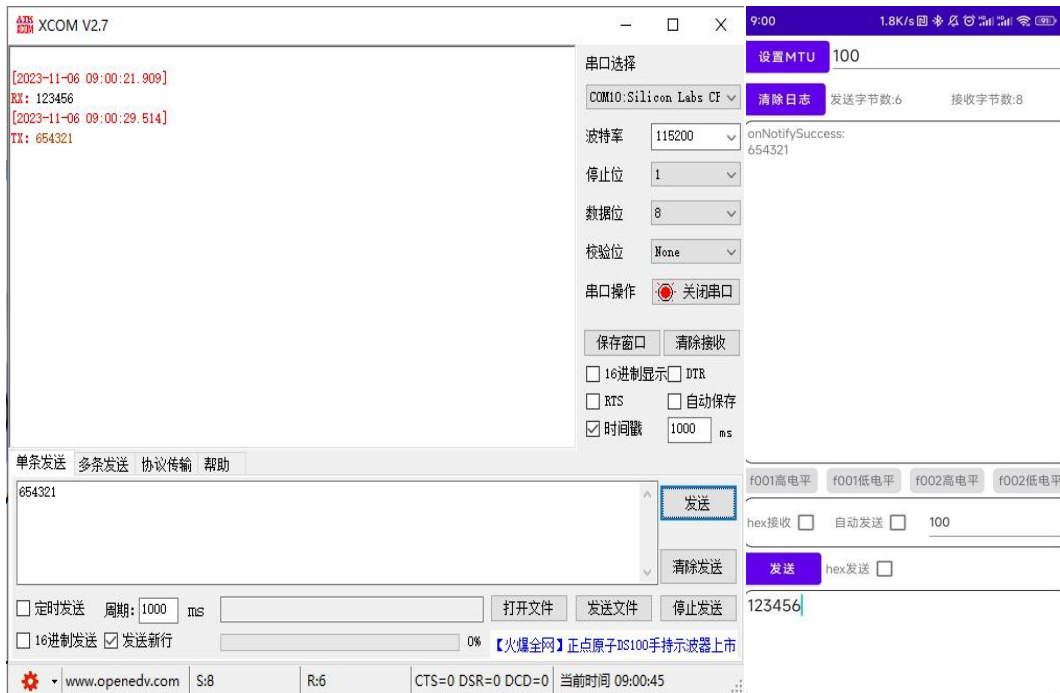 XCOM V2.7
[2023-11-06 09:00:21.909]
RX: 123456
[2023-11-06 09:00:29.514]
TX: 654321
串口选择
COM10:Silicon Labs CP
波特率 115200
停止位 1
数据位 8
校验位 None
串口操作 关闭串口
保存窗口 清除接收
16进制显示 DTR
RTS 自动保存
时间戳 1000 ms
单条发送 多条发送 协议传输 帮助
654321
发送
清除发送
定时发送 周期: 1000 ms 打开文件 发送文件 停止发送
16进制发送 发送新行 0% 【火爆全网】正点原子DS100手持示波器上市
www.openedv.com S:8 R:6 CTS=0 DSR=0 DCD=0 当前时间 09:00:45
9:00 1.8K/s 91
设置MTU 100
清除日志 发送字节数:6 接收字节数:8
onNotifySuccess:
654321
f001高电平 f001低电平 f002高电平 f002低电平
hex接收 自动发送 100
发送 hex发送
123456